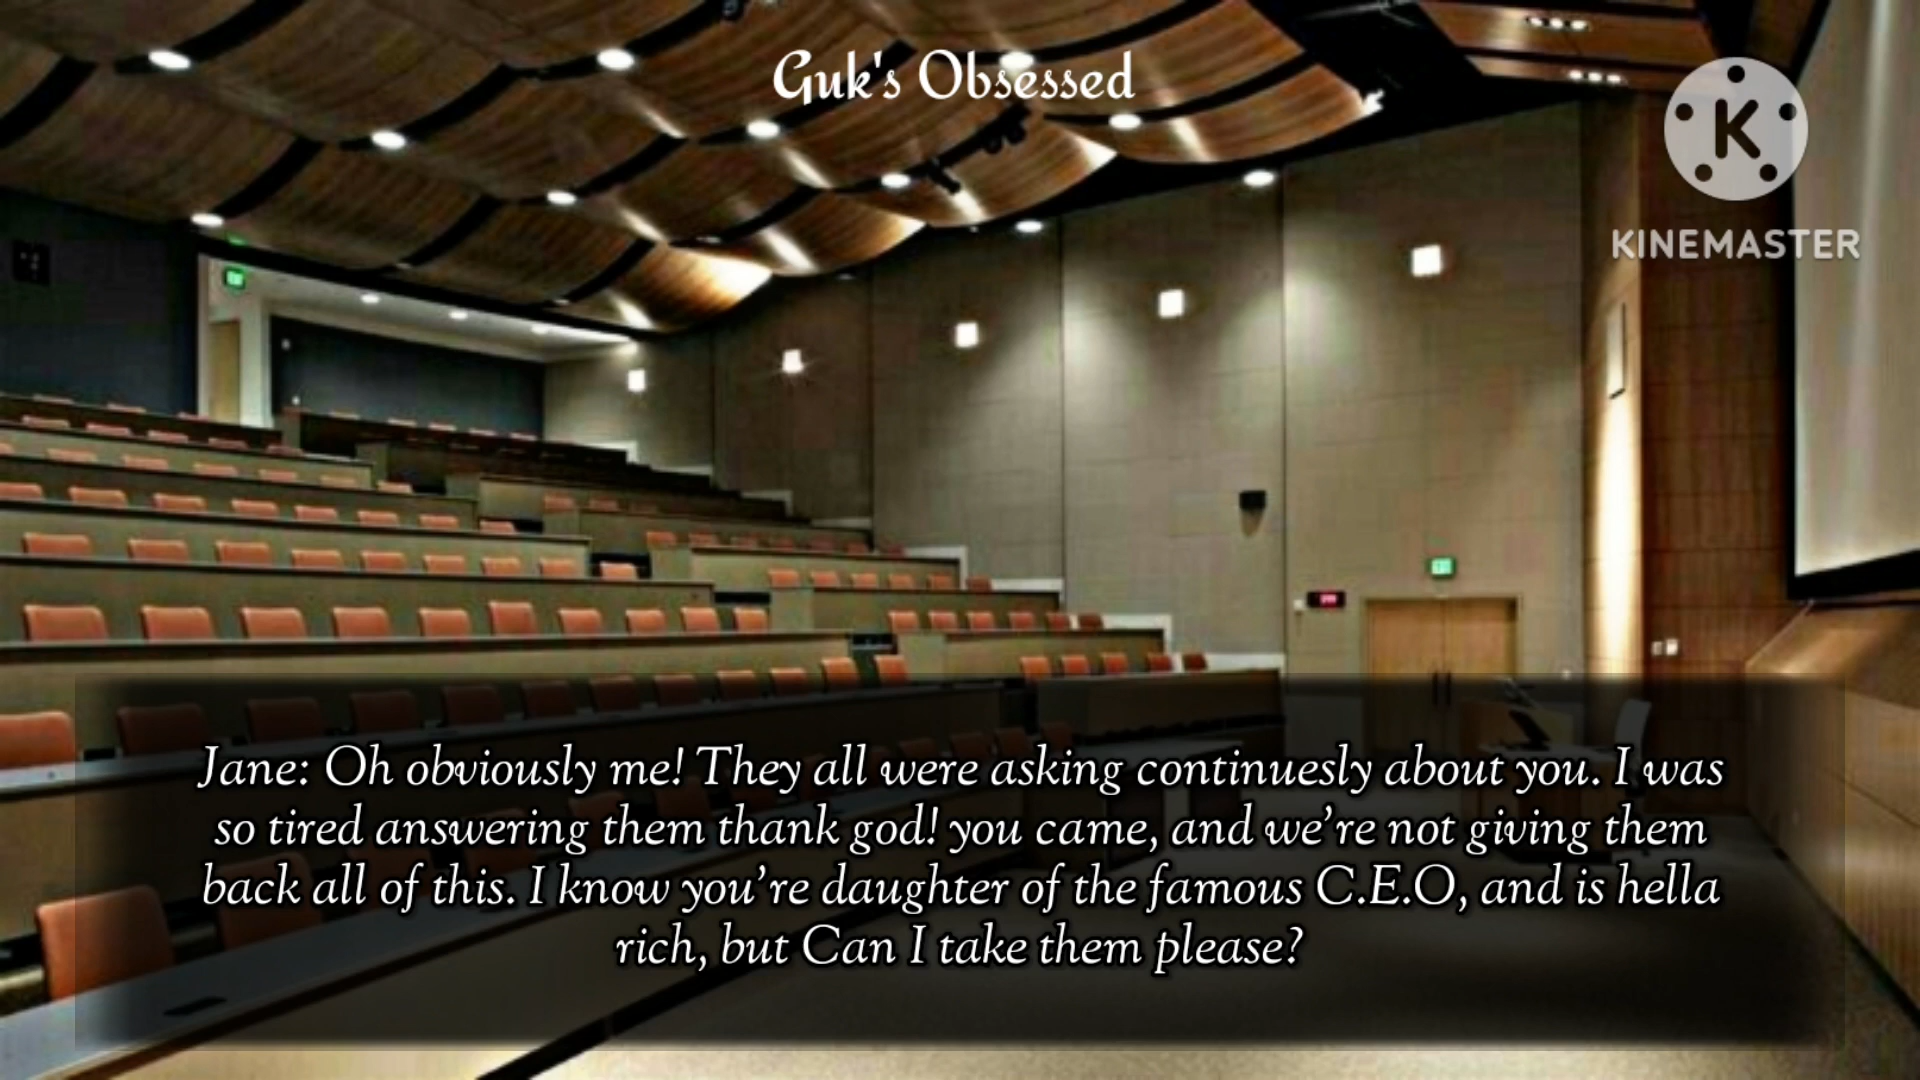 Guk's Obsessed
K
KINEMASTER
Jane: Oh obviously me! They all were asking continuesly about you. I was
so tired answering them thank god! you came, and we're not giving them
back all of this. I know you're daughter of the famous C.E.O, and is hella
rich, but Can I take them please?